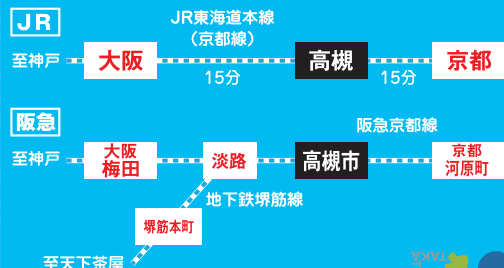 JR
JR東海道本線
（京都線）
至神戸
大阪
高槻
京都
15分
15分
阪急
阪急京都線
至神戸
大阪
梅田
淡路
高槻市
京都
河原町
地下鉄堺筋線
堺筋本町
至天下茶屋
TAKA